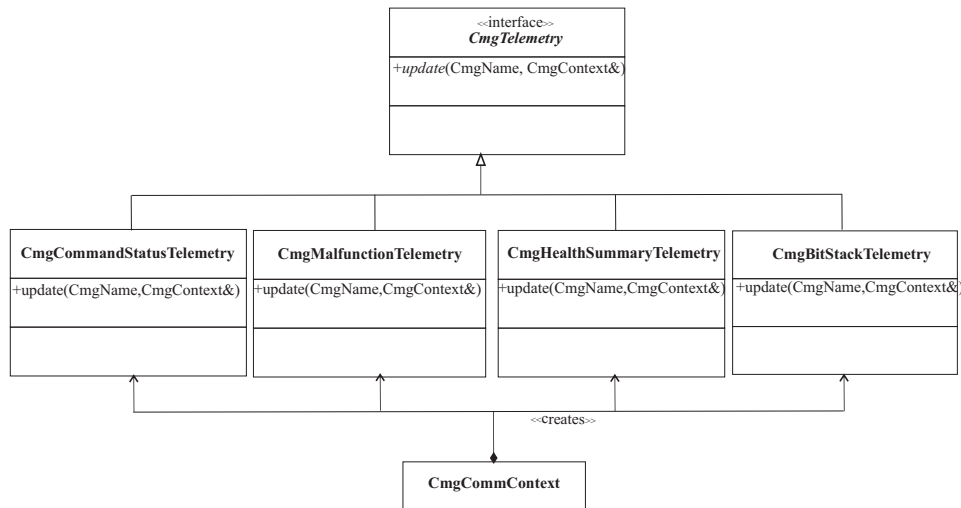 <<interface>>
CmgTelemetry
+update(CmgName, CmgContext&)
CmgCommandStatusTelemetry
+update(CmgName,CmgContext&)
CmgMalfunctionTelemetry
+update(CmgName,CmgContext&)
CmgHealthSummaryTelemetry
+update(CmgName,CmgContext&)
CmgBitStackTelemetry
+update(CmgName,CmgContext&)
<<creates>>
CmgCommContext